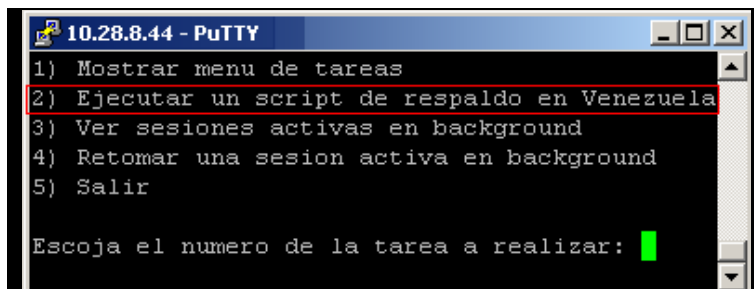 10.28.8.44 - PuTTY
1) Mostrar menu de tareas
2) Ejecutar un script de respaldo en Venezuela
3) Ver sesiones activas en background
4) Retomar una sesion activa en background
5) Salir
Escoja el numero de la tarea a realizar: